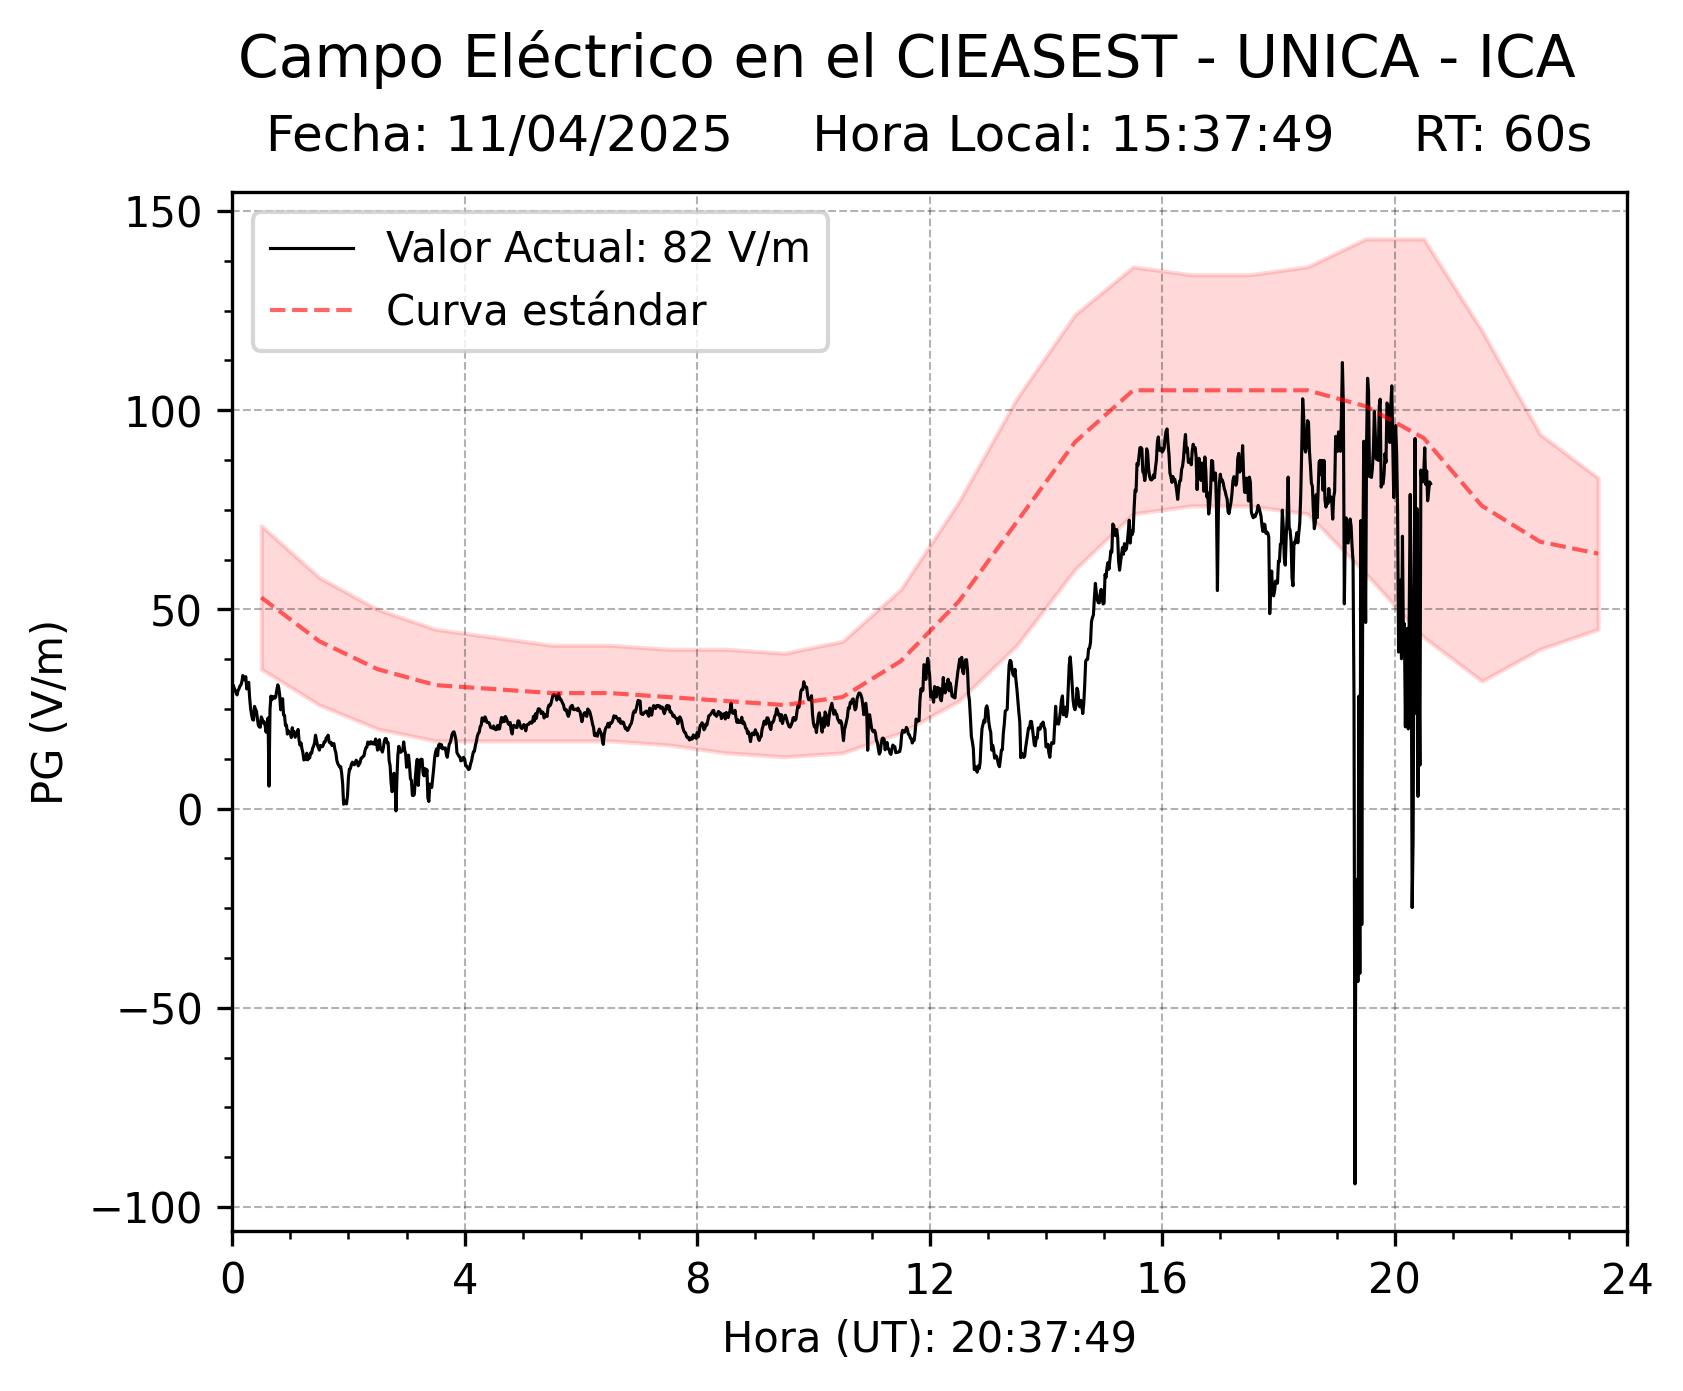 Campo Eléctrico en el CIEASEST - UNICA - ICA
Fecha: 11/04/2025 Hora Local: 15:37:49 RT: 60s
Valor Actual: 82 V/m
Curva estándar
PG (V/m)
150
100
50
0
−50
−100
0 4 8 12 16 20 24
Hora (UT): 20:37:49